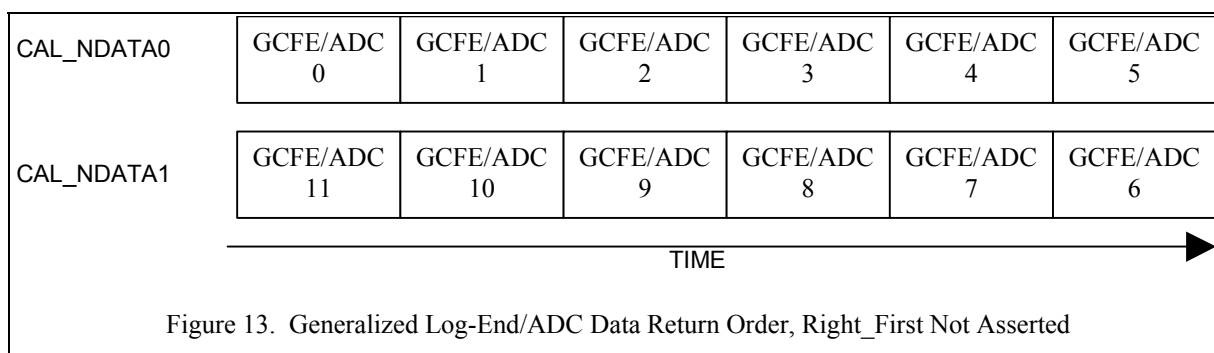 CAL_NDATA0
GCFE/ADC 0
GCFE/ADC 1
GCFE/ADC 2
GCFE/ADC 3
GCFE/ADC 4
GCFE/ADC 5
CAL_NDATA1
GCFE/ADC 11
GCFE/ADC 10
GCFE/ADC 9
GCFE/ADC 8
GCFE/ADC 7
GCFE/ADC 6
TIME
Figure 13. Generalized Log-End/ADC Data Return Order, Right_First Not Asserted